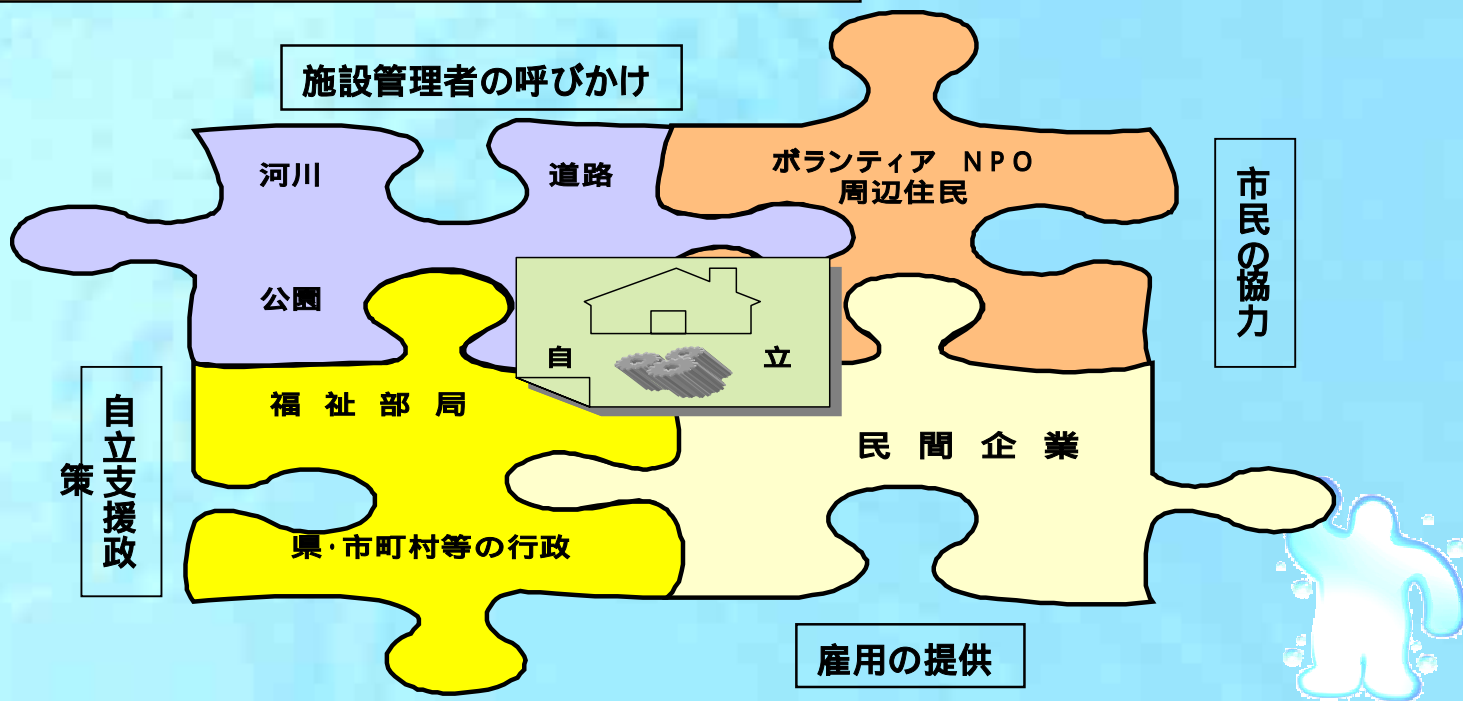 施設管理者の呼びかけ
河川
道路
ボランティア ＮＰＯ
周辺住民
市民の協力
公園
自 立
福祉部局
自立支援政
策
民間企業
県･市町村等の行政
雇用の提供